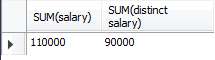 SUM(salary) SUM(distinct
salary)
110000 90000